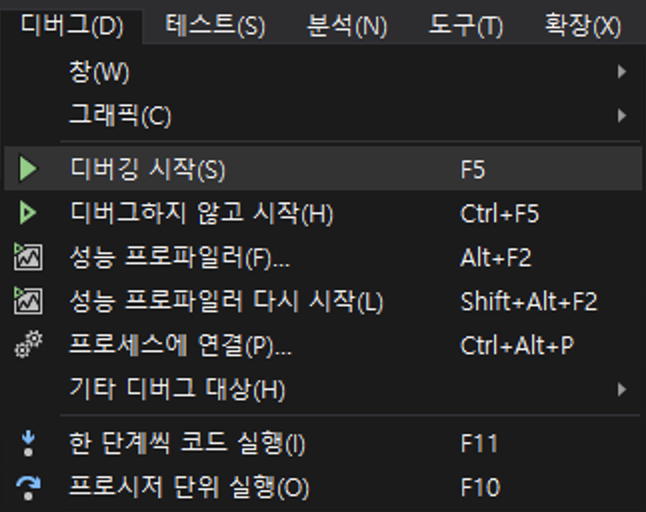 디버그(D) 테스트(S) 분석(N) 도구(T) 확장(X)
창(W)
그래픽(C)
디버깅 시작(S) F5
디버그하지 않고 시작(H) Ctrl+F5
성능 프로파일러(F)... Alt+F2
성능 프로파일러 다시 시작(L) Shift+Alt+F2
프로세스에 연결(P)... Ctrl+Alt+P
기타 디버그 대상(H)
한 단계씩 코드 실행(I) F11
프로시저 단위 실행(O) F10